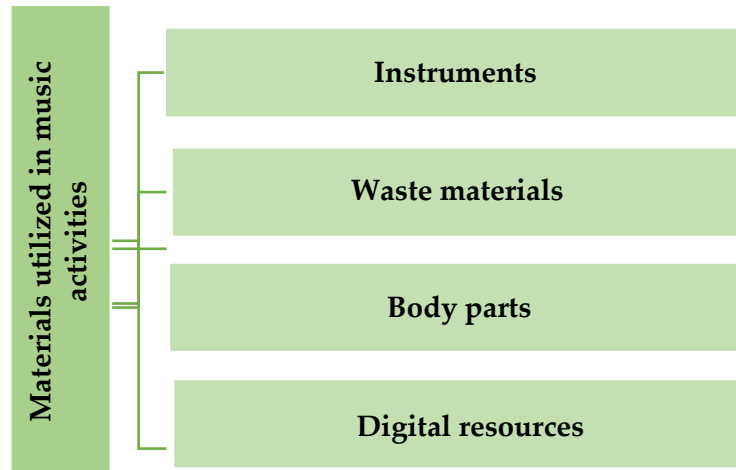 Materials utilized in music
activities
Instruments
Waste materials
Body parts
Digital resources